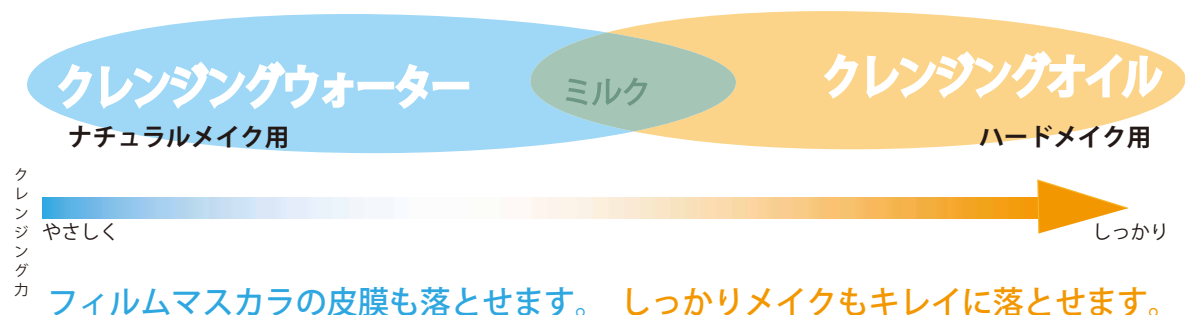 クレンジングウォーター
ミルク
クレンジングオイル
ナチュラルメイク用
ハードメイク用
クレンジング力
やさしく
しっかり
フィルムマスカラの皮膜も落とせます。
しっかりメイクもキレイに落とせます。